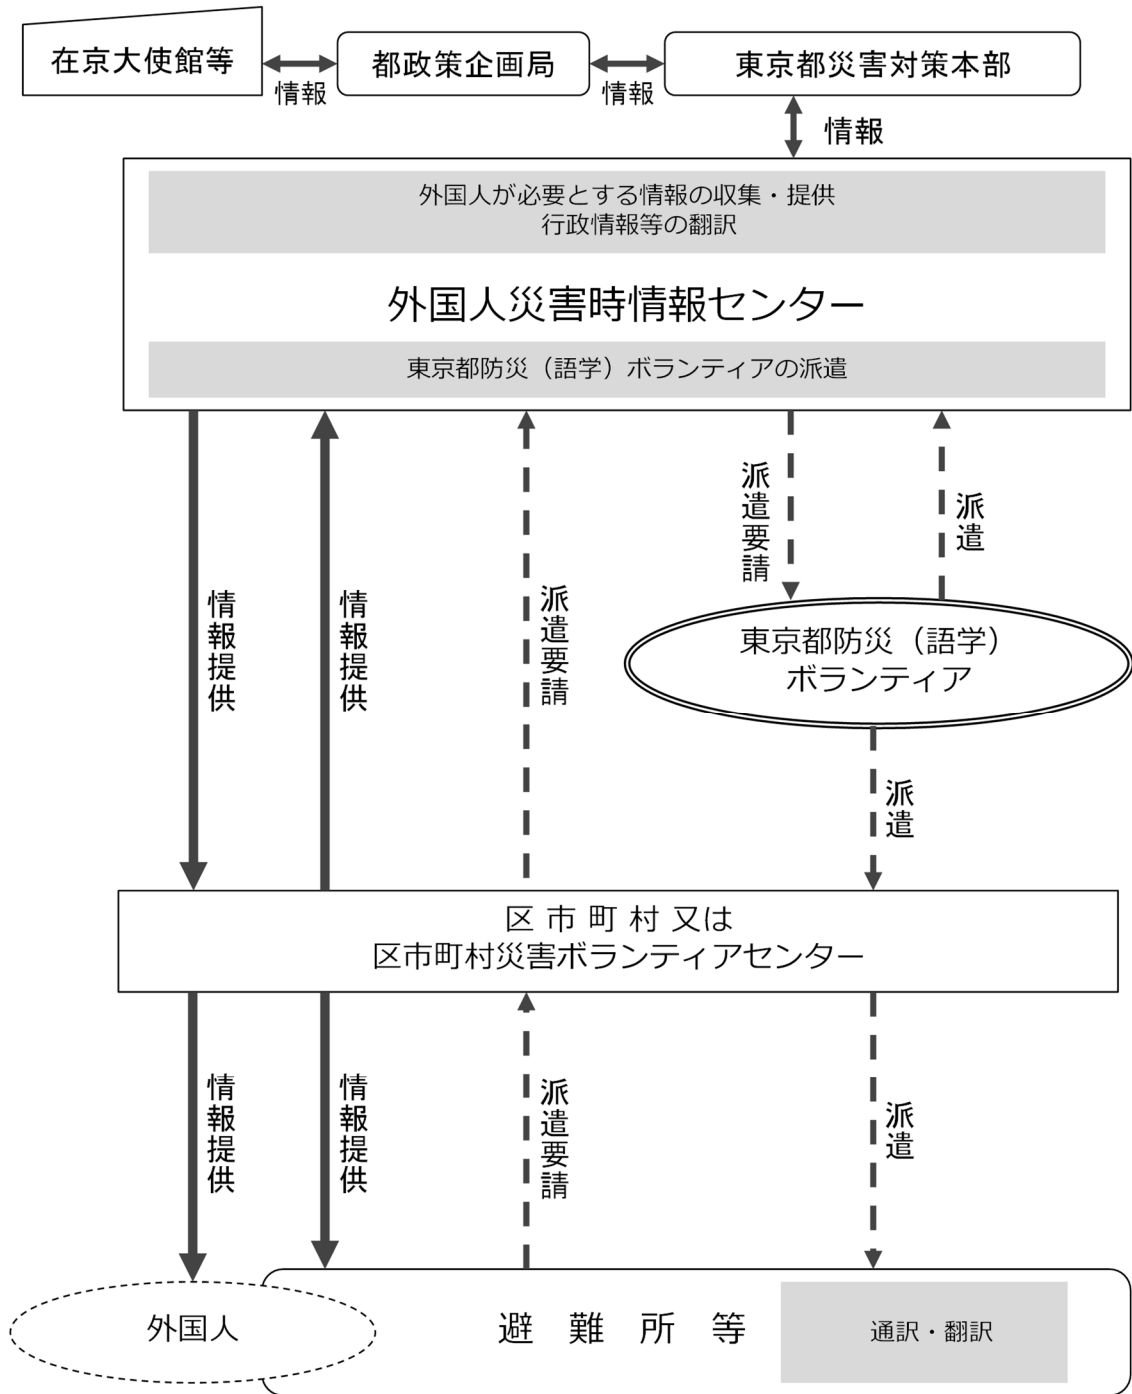 在京大使館等
都政策企画局
東京都災害対策本部
情報
情報
情報
外国人が必要とする情報の収集・提供
行政情報等の翻訳
外国人災害時情報センター
東京都防災（語学）ボランティアの派遣
派遣要請
派遣
情報提供
情報提供
派遣要請
東京都防災（語学）
ボランティア
派遣
区 市 町 村 又は
区市町村災害ボランティアセンター
情報提供
情報提供
派遣要請
派遣
外国人
避 難 所 等
通訳・翻訳